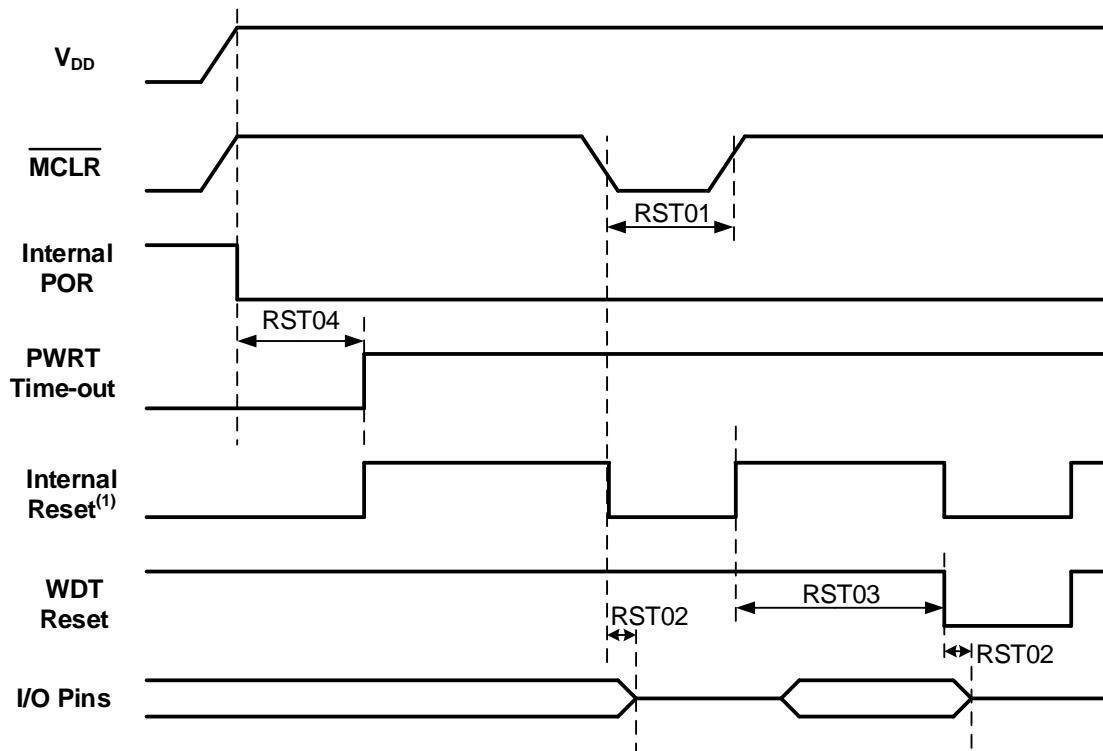 VDD
MCLR
RST01
Internal
POR
RST04
PWRT
Time-out
Internal
Reset(1)
WDT
Reset
RST03
RST02
RST02
I/O Pins